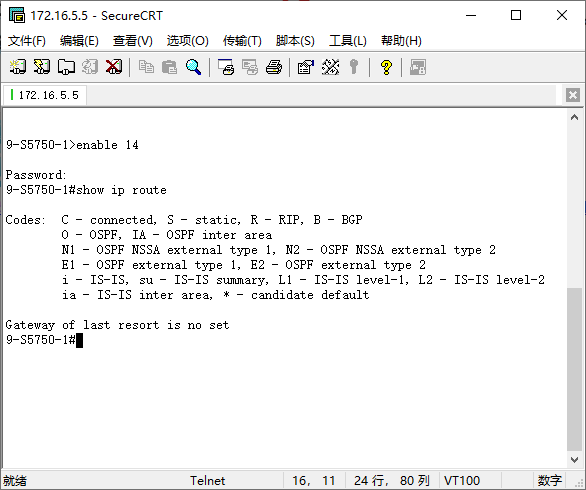 172.16.5.5 - SecureCRT
文件(F) 编辑(E) 查看(V) 选项(O) 传输(T) 脚本(S) 工具(L) 帮助(H)
172.16.5.5
9-S5750-1>enable 14
Password:
9-S5750-1#show ip route
Codes:  C - connected, S - static, R - RIP, B - BGP
        O - OSPF, IA - OSPF inter area
        N1 - OSPF NSSA external type 1, N2 - OSPF NSSA external type 2
        E1 - OSPF external type 1, E2 - OSPF external type 2
        i - IS-IS, su - IS-IS summary, L1 - IS-IS level-1, L2 - IS-IS level-2
        ia - IS-IS inter area, * - candidate default
Gateway of last resort is no set
9-S5750-1#
就绪 Telnet 16, 11 24 行, 80 列 VT100 数字